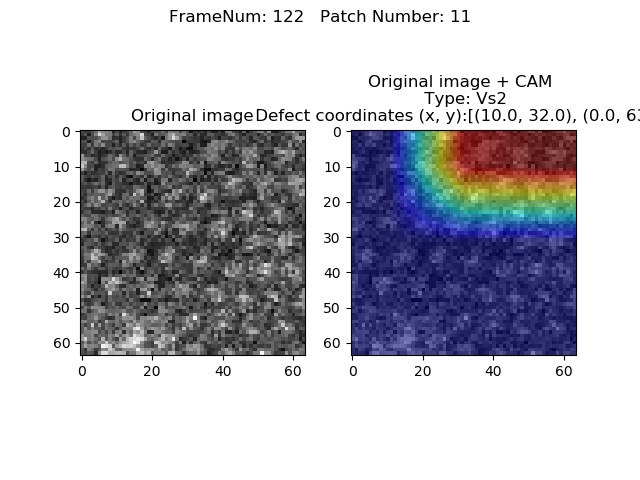 FrameNum: 122   Patch Number: 11
Original image + CAM
Type: Vs2
Original image
Defect coordinates (x, y):[(10.0, 32.0), (0.0, 63
0
10
20
30
40
50
60
0 20 40 60
0
10
20
30
40
50
60
0 20 40 60